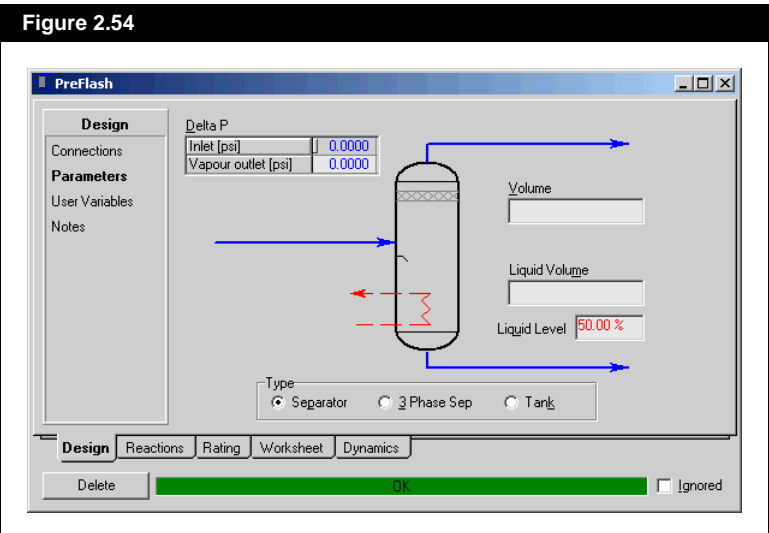 Figure 2.54
PreFlash
Design
Connections
Parameters
User Variables
Notes
Delta P
Inlet [psi] 0.0000
Vapour outlet [psi] 0.0000
Volume
Liquid Volume
Liquid Level 50.00 %
Type
Separator 3 Phase Sep Tank
Design Reactions Rating Worksheet Dynamics
Delete OK Ignored